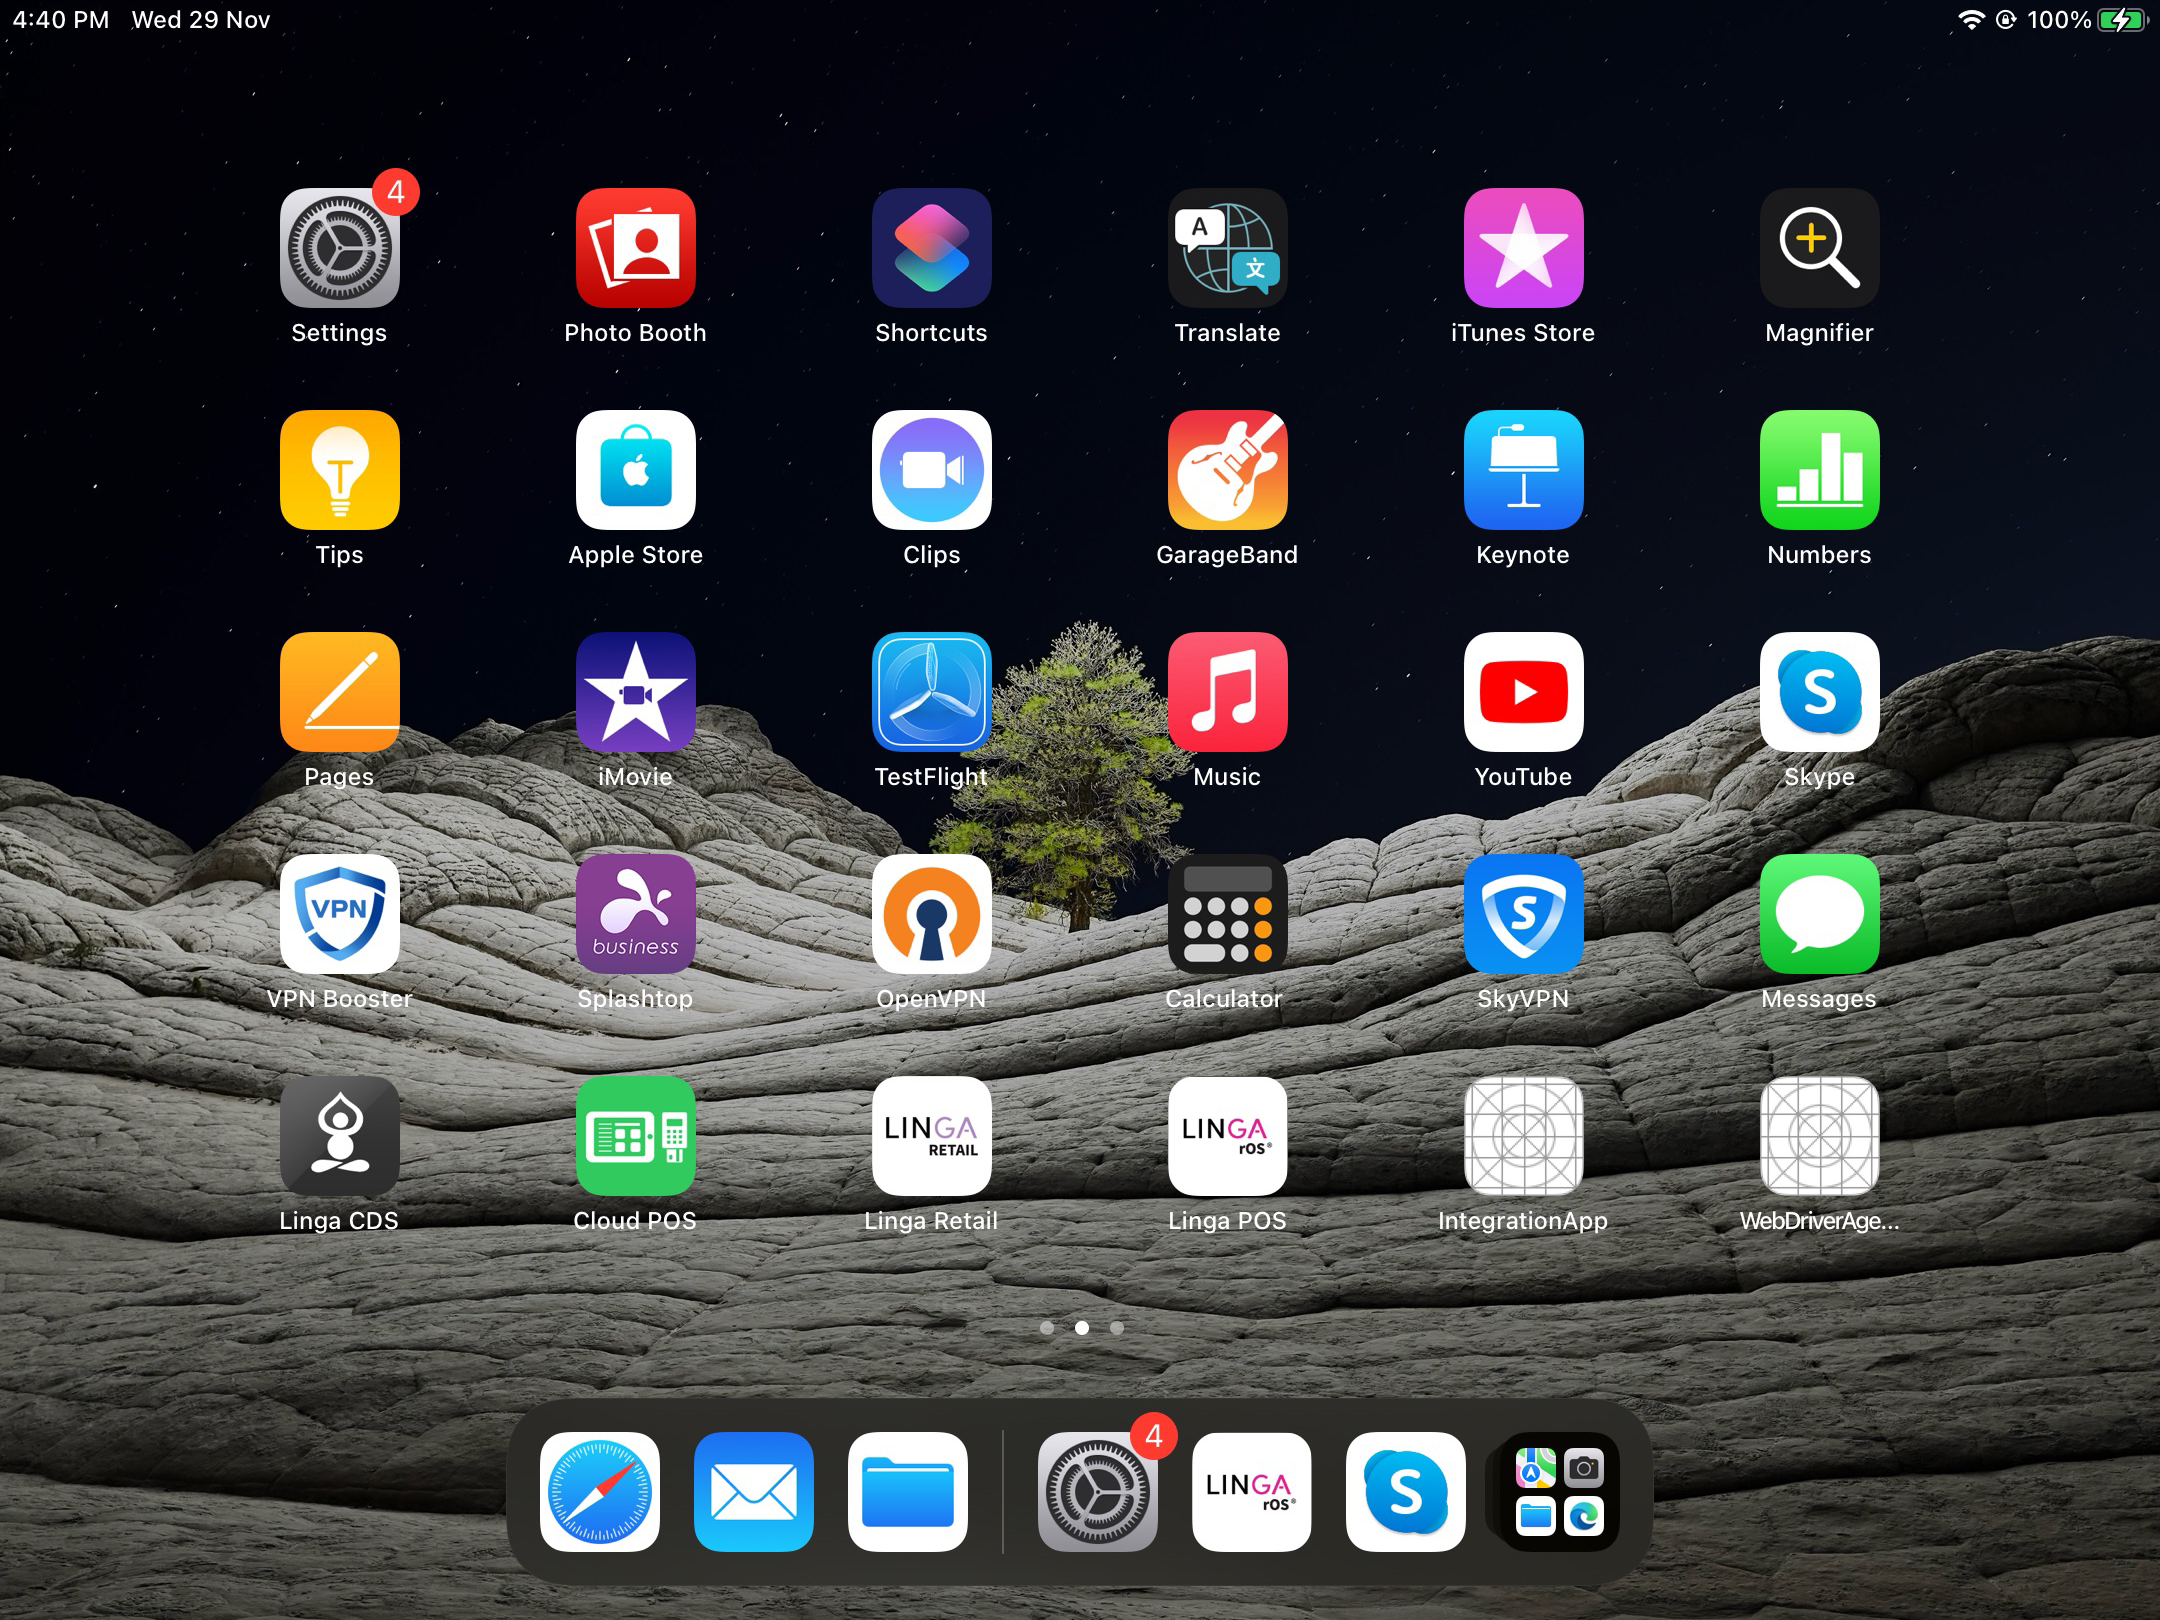 4:40 PM Wed 29 Nov
100%
4
Settings
Photo Booth
Shortcuts
A
文
Translate
iTunes Store
Magnifier
T
Tips
Apple Store
Clips
GarageBand
Keynote
Numbers
Pages
iMovie
TestFlight
Music
YouTube
S
Skype
VPN
VPN Booster
business
Splashtop
OpenVPN
Calculator
S
SkyVPN
Messages
Linga CDS
Cloud POS
LINGA
RETAIL
Linga Retail
LINGA
rOS®
Linga POS
IntegrationApp
WebDriverAge...
4
LINGA
rOS®
S